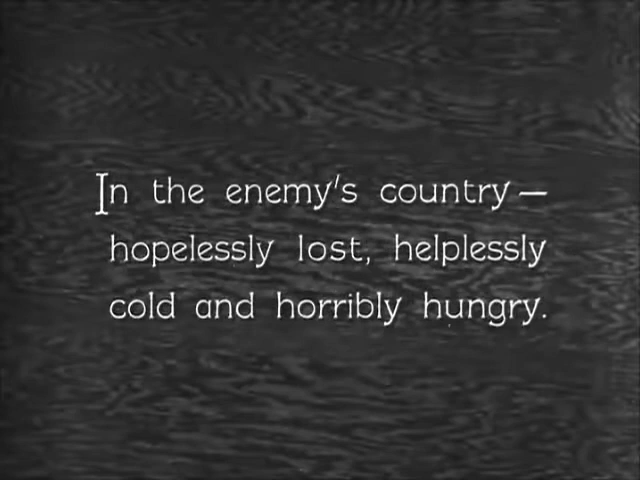 In the enemy's country—
hopelessly lost, helplessly
cold and horribly hungry.